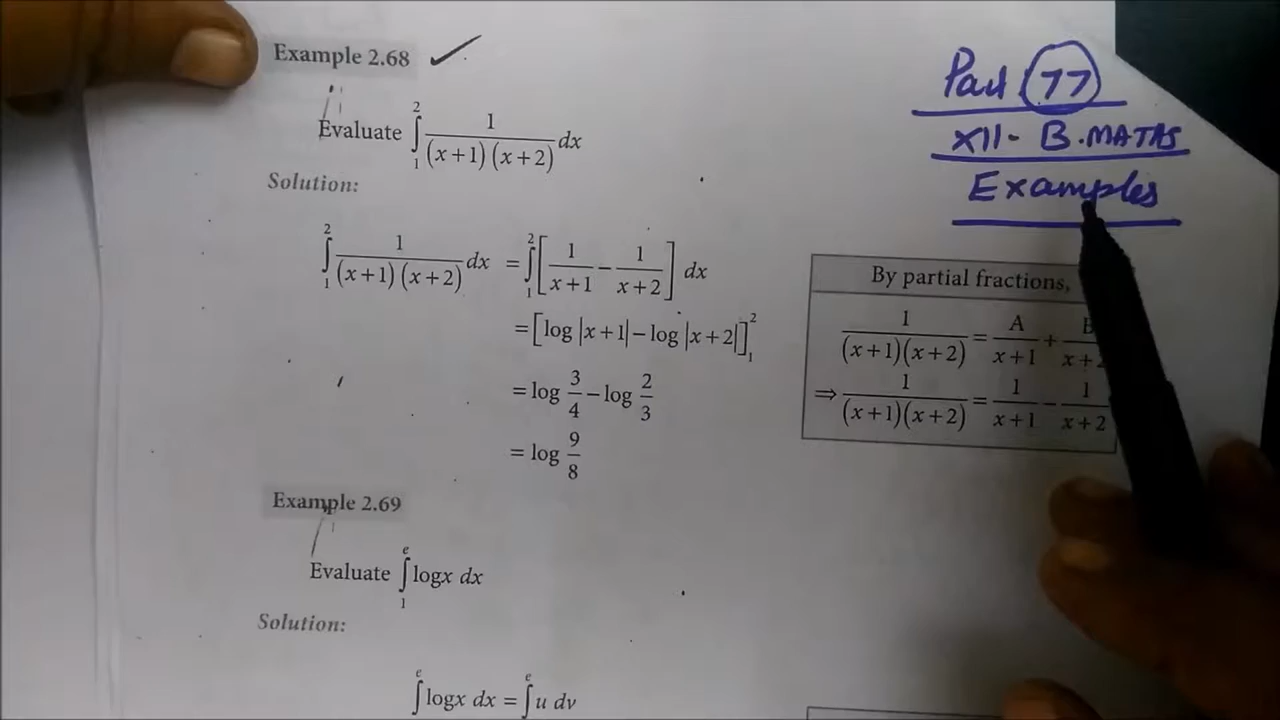 Example 2.68
Evaluate ∫₁² 1/((x+1)(x+2)) dx
Solution:
∫₁² 1/((x+1)(x+2)) dx = ∫₁² [1/(x+1) − 1/(x+2)] dx
= [log |x+1| − log |x+2|]₁²
= log 3/4 − log 2/3
= log 9/8
Example 2.69
Evaluate ∫₁ᵉ logx dx
Solution:
∫ᵉ logx dx = ∫ᵉ u dv
Part 77
XII- B.MATHS
Examples
By partial fractions,
1/((x+1)(x+2)) = A/(x+1) + B/(x+2
⇒ 1/((x+1)(x+2)) = 1/(x+1) − 1/(x+2